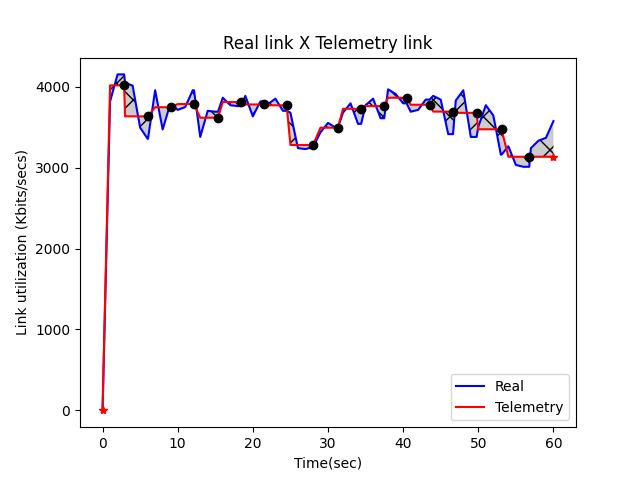 Real link X Telemetry link
Link utilization (Kbits/secs)
4000
3000
2000
1000
0
0 10 20 30 40 50 60
Time(sec)
Real
Telemetry